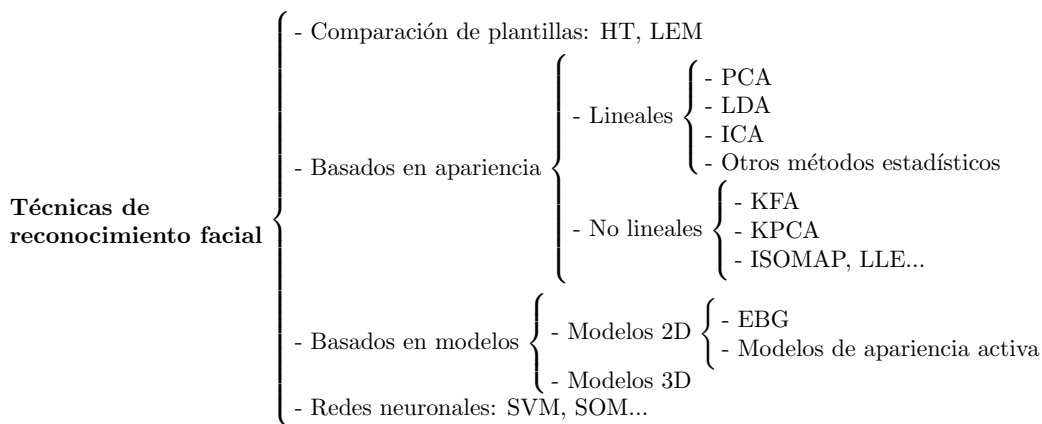 Técnicas de
reconocimiento facial
- Comparación de plantillas: HT, LEM
- Basados en apariencia
- Lineales
- PCA
- LDA
- ICA
- Otros métodos estadísticos
- No lineales
- KFA
- KPCA
- ISOMAP, LLE...
- Basados en modelos
- Modelos 2D
- EBG
- Modelos de apariencia activa
- Modelos 3D
- Redes neuronales: SVM, SOM...